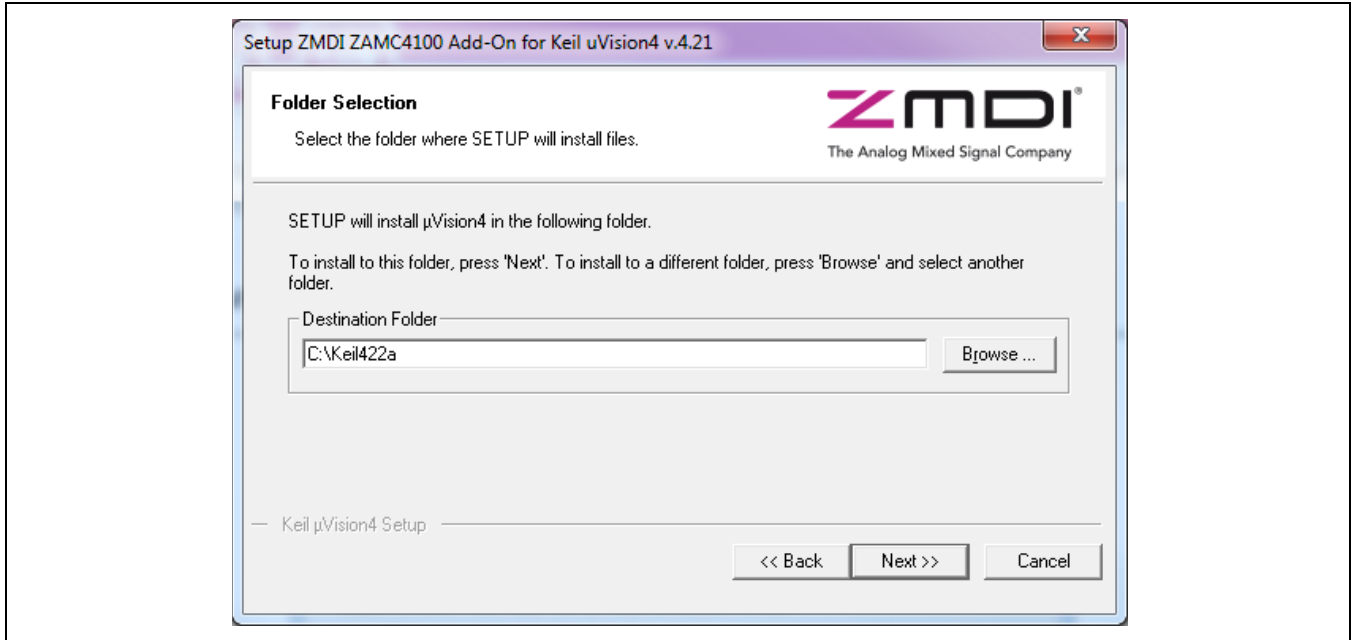 Setup ZMDI ZAMC4100 Add-On for Keil uVision4 v.4.21
x
Folder Selection
Select the folder where SETUP will install files.
ZMDI®
The Analog Mixed Signal Company
SETUP will install µVision4 in the following folder.
To install to this folder, press 'Next'. To install to a different folder, press 'Browse' and select another
folder.
Destination Folder
C:\Keil422a
Browse ...
Keil µVision4 Setup
<< Back
Next >>
Cancel